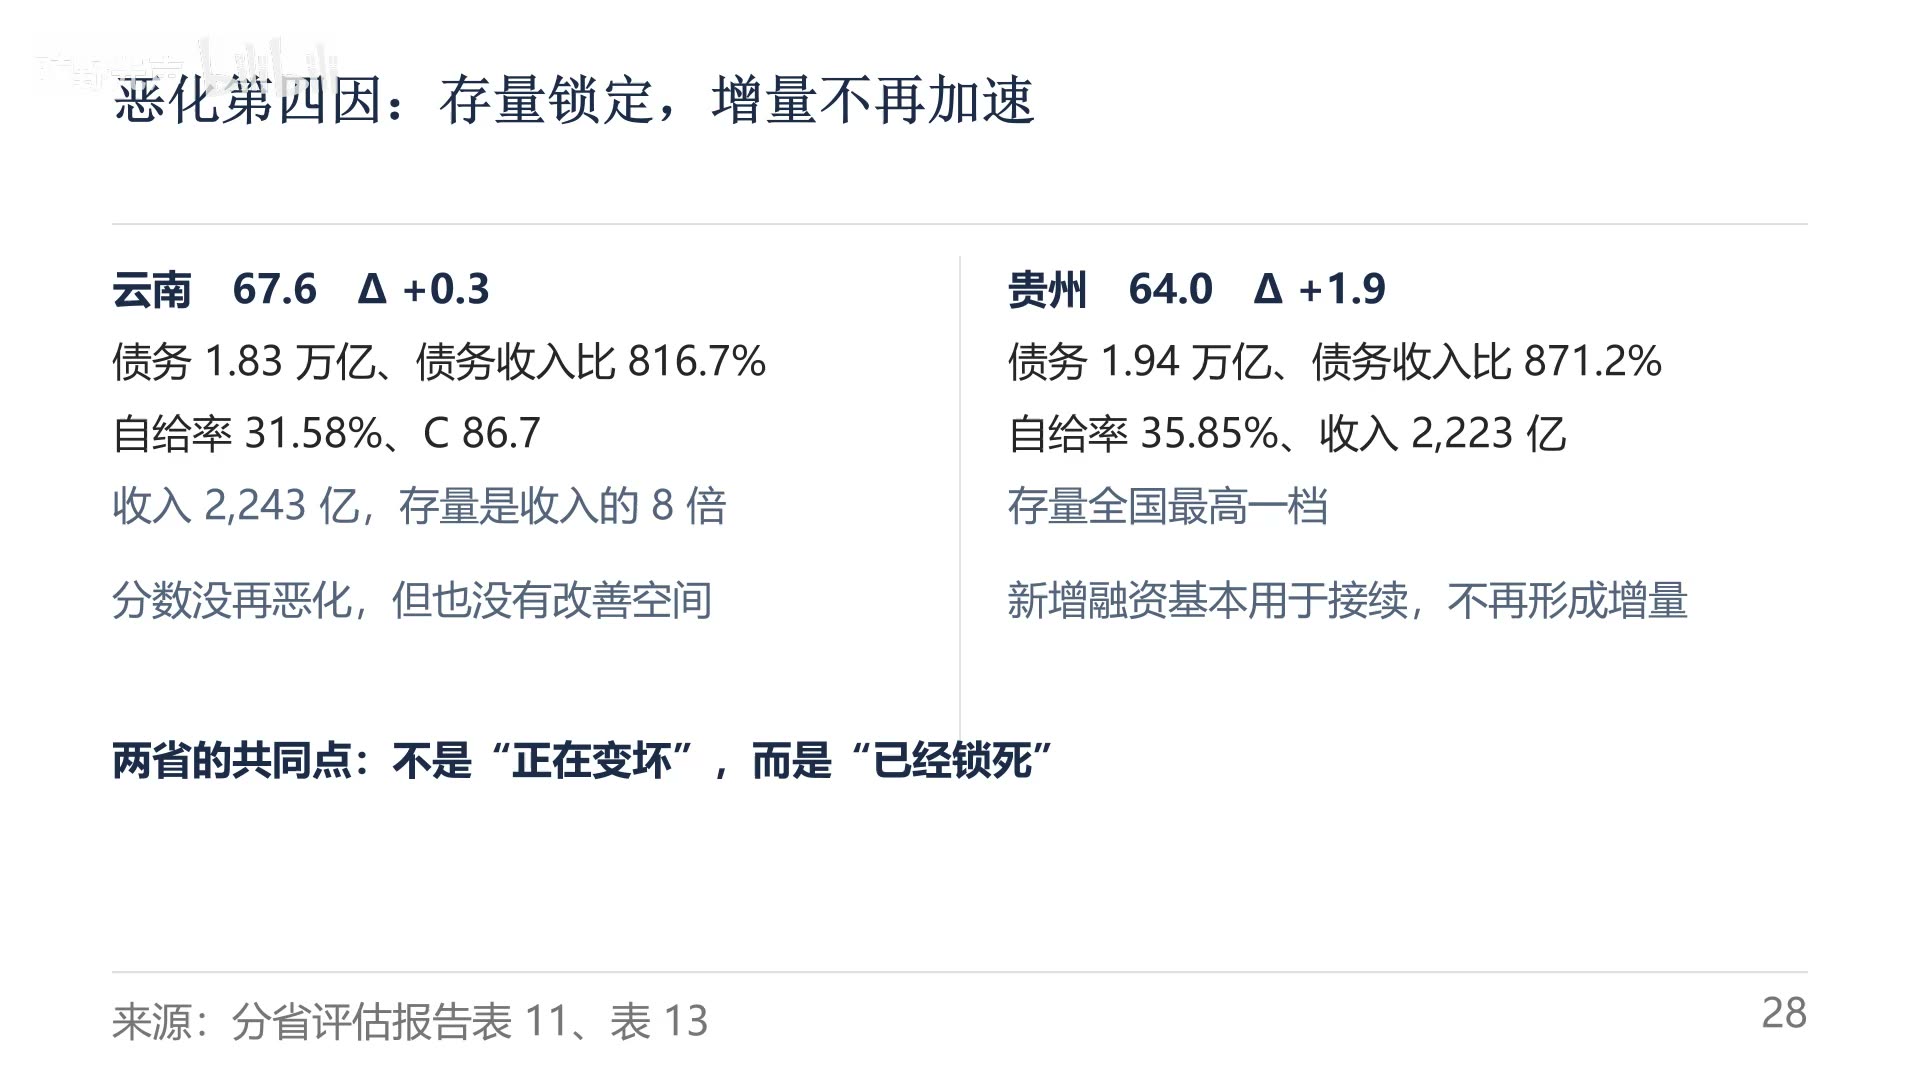 恶化第四因：存量锁定，增量不再加速
云南 67.6 Δ +0.3
债务 1.83 万亿、债务收入比 816.7%
自给率 31.58%、C 86.7
收入 2,243 亿，存量是收入的 8 倍
分数没再恶化，但也没有改善空间
贵州 64.0 Δ +1.9
债务 1.94 万亿、债务收入比 871.2%
自给率 35.85%、收入 2,223 亿
存量全国最高一档
新增融资基本用于接续，不再形成增量
两省的共同点：不是“正在变坏”，而是“已经锁死”
来源：分省评估报告表 11、表 13
28